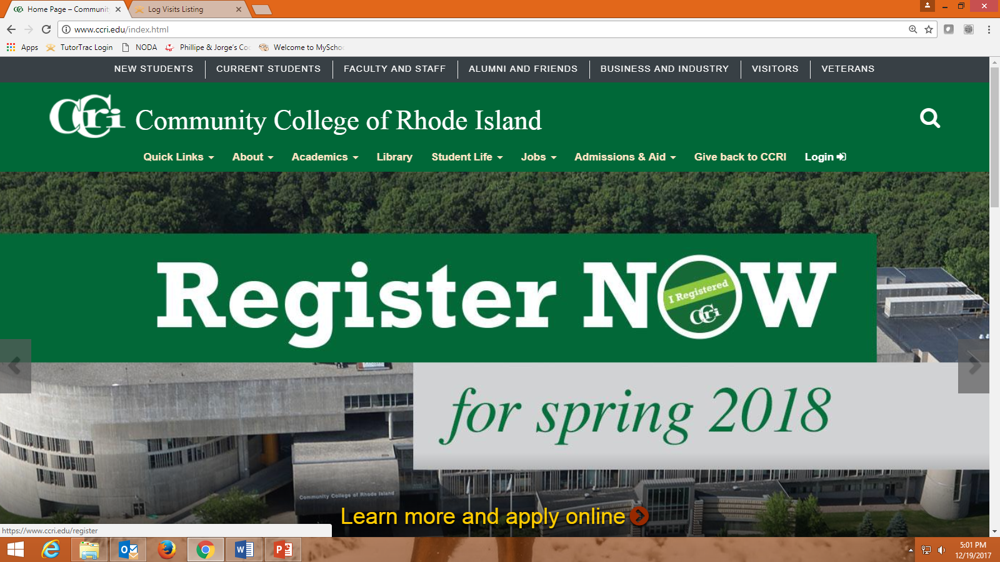 Home Page – Communit
Log Visits Listing
www.ccri.edu/index.html
Apps
TutorTrac Login
NODA
Phillipe & Jorge's Co
Welcome to MyScho
NEW STUDENTS
CURRENT STUDENTS
FACULTY AND STAFF
ALUMNI AND FRIENDS
BUSINESS AND INDUSTRY
VISITORS
VETERANS
CCri Community College of Rhode Island
Quick Links
About
Academics
Library
Student Life
Jobs
Admissions & Aid
Give back to CCRI
Login
Register NOW
I Registered
CCri
for spring 2018
Community College of Rhode Island
Learn more and apply online
https://www.ccri.edu/register
5:01 PM
12/19/2017